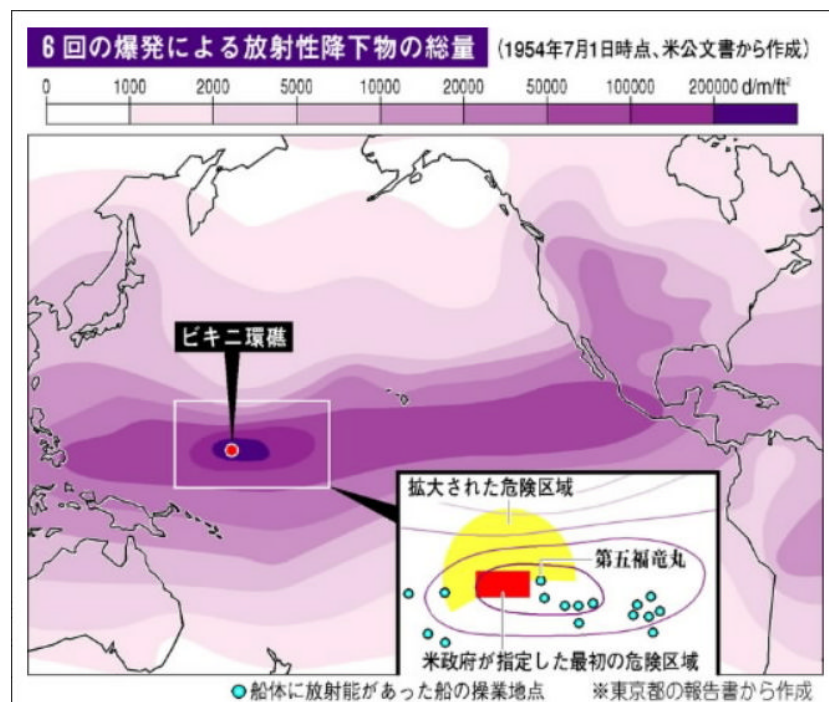 6回の爆発による放射性降下物の総量 (1954年7月1日時点、米公文書から作成)
0 1000 2000 5000 10000 20000 50000 100000 200000 d/m/ft²
ビキニ環礁
拡大された危険区域
第五福竜丸
米政府が指定した最初の危険区域
船体に放射能があった船の操業地点 ※東京都の報告書から作成